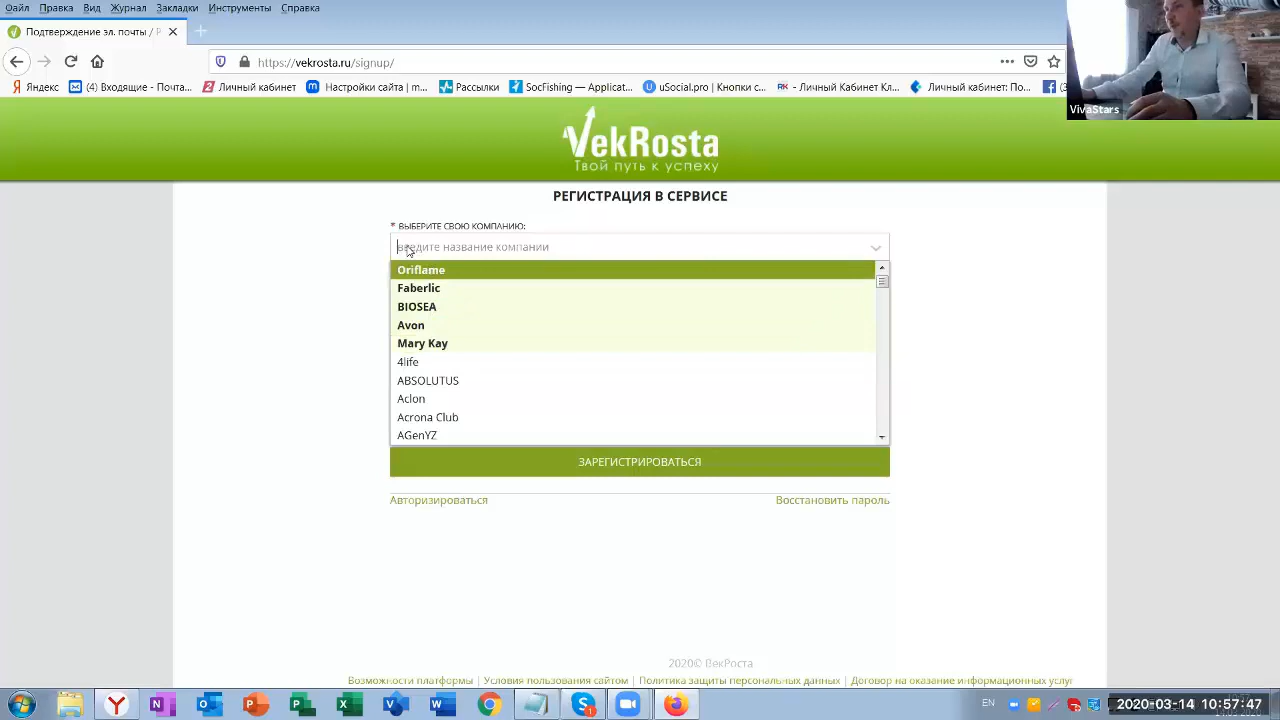 Файл Правка Вид Журнал Закладки Инструменты Справка
Подтверждение эл. почты / P
https://vekrosta.ru/signup/
Яндекс (4) Входящие - Почта... Личный кабинет Настройки сайта | m... Рассылки SocFishing — Applicat... uSocial.pro | Кнопки с... - Личный Кабинет Кл... Личный кабинет: По...
VivaStars
VekRosta
Твой путь к успеху
РЕГИСТРАЦИЯ В СЕРВИСЕ
* ВЫБЕРИТЕ СВОЮ КОМПАНИЮ:
введите название компании
Oriflame
Faberlic
BIOSEA
Avon
Mary Kay
4life
ABSOLUTUS
Aclon
Acrona Club
AGenYZ
ЗАРЕГИСТРИРОВАТЬСЯ
Авторизироваться Восстановить пароль
2020© ВекРоста
Возможности платформы | Условия пользования сайтом | Политика защиты персональных данных | Договор на оказание информационных услуг
EN 2020-03-14 10:57:47